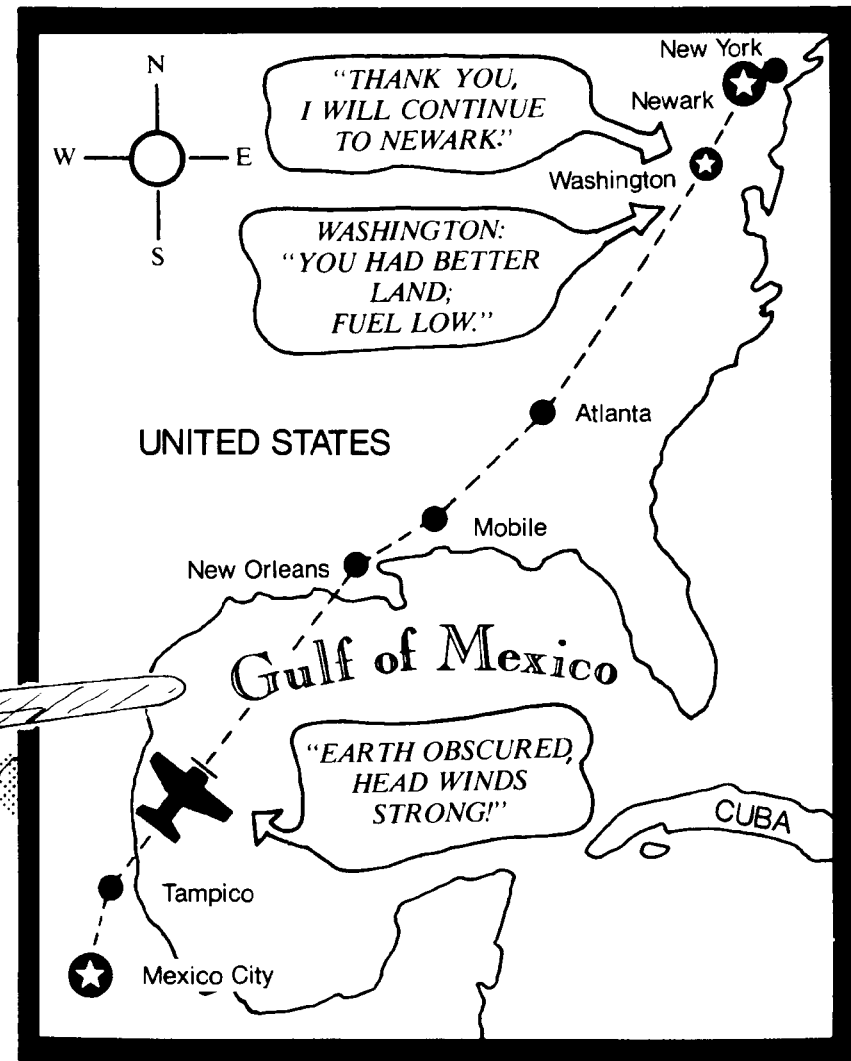 N
W
E
S
"THANK YOU,
I WILL CONTINUE
TO NEWARK."
New York
Newark
Washington
WASHINGTON:
"YOU HAD BETTER
LAND;
FUEL LOW."
Atlanta
UNITED STATES
Mobile
New Orleans
Gulf of Mexico
"EARTH OBSCURED,
HEAD WINDS
STRONG!"
CUBA
Tampico
Mexico City